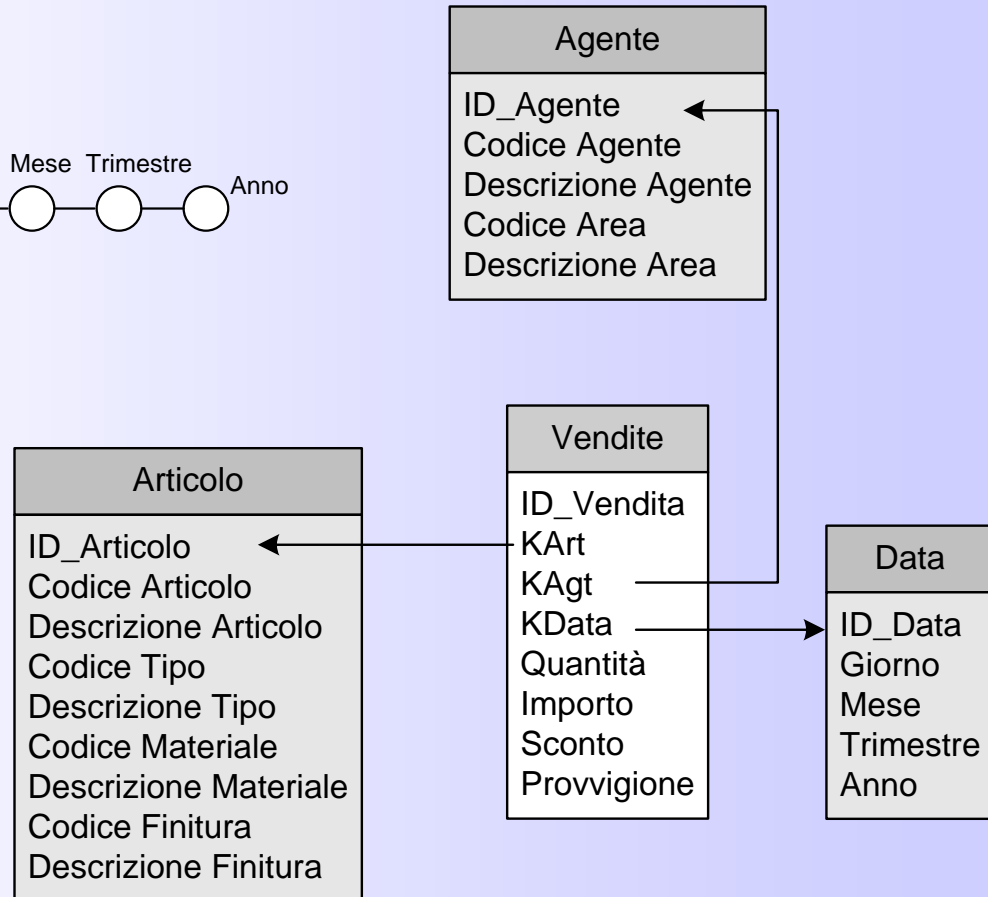 Agente
ID_Agente
Codice Agente
Descrizione Agente
Codice Area
Descrizione Area
Mese Trimestre
Anno
Articolo
ID_Articolo
Codice Articolo
Descrizione Articolo
Codice Tipo
Descrizione Tipo
Codice Materiale
Descrizione Materiale
Codice Finitura
Descrizione Finitura
Vendite
ID_Vendita
KArt
KAgt
KData
Quantità
Importo
Sconto
Provvigione
Data
ID_Data
Giorno
Mese
Trimestre
Anno